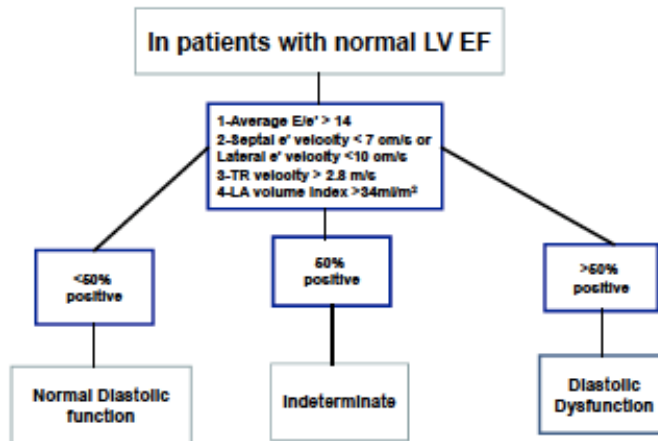 In patients with normal LV EF
1-Average E/e' > 14
2-Septal e' velocity < 7 cm/s or
Lateral e' velocity <10 cm/s
3-TR velocity > 2.8 m/s
4-LA volume index >34ml/m²
<50%
positive
50%
positive
>50%
positive
Normal Diastolic
function
Indeterminate
Diastolic
Dysfunction